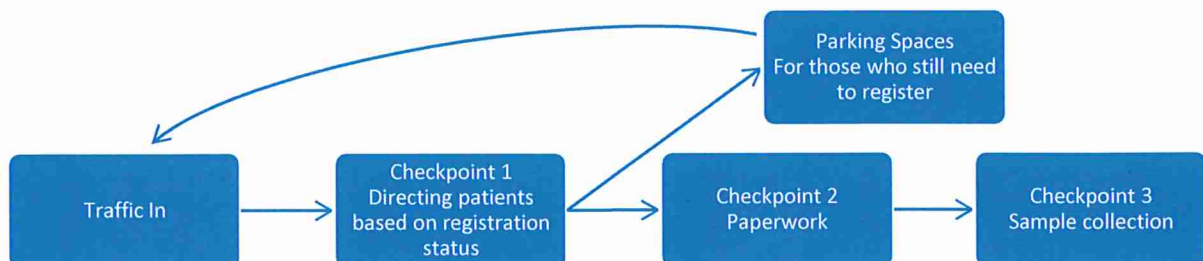 Parking Spaces
For those who still need
to register
Traffic In
Checkpoint 1
Directing patients
based on registration
status
Checkpoint 2
Paperwork
Checkpoint 3
Sample collection